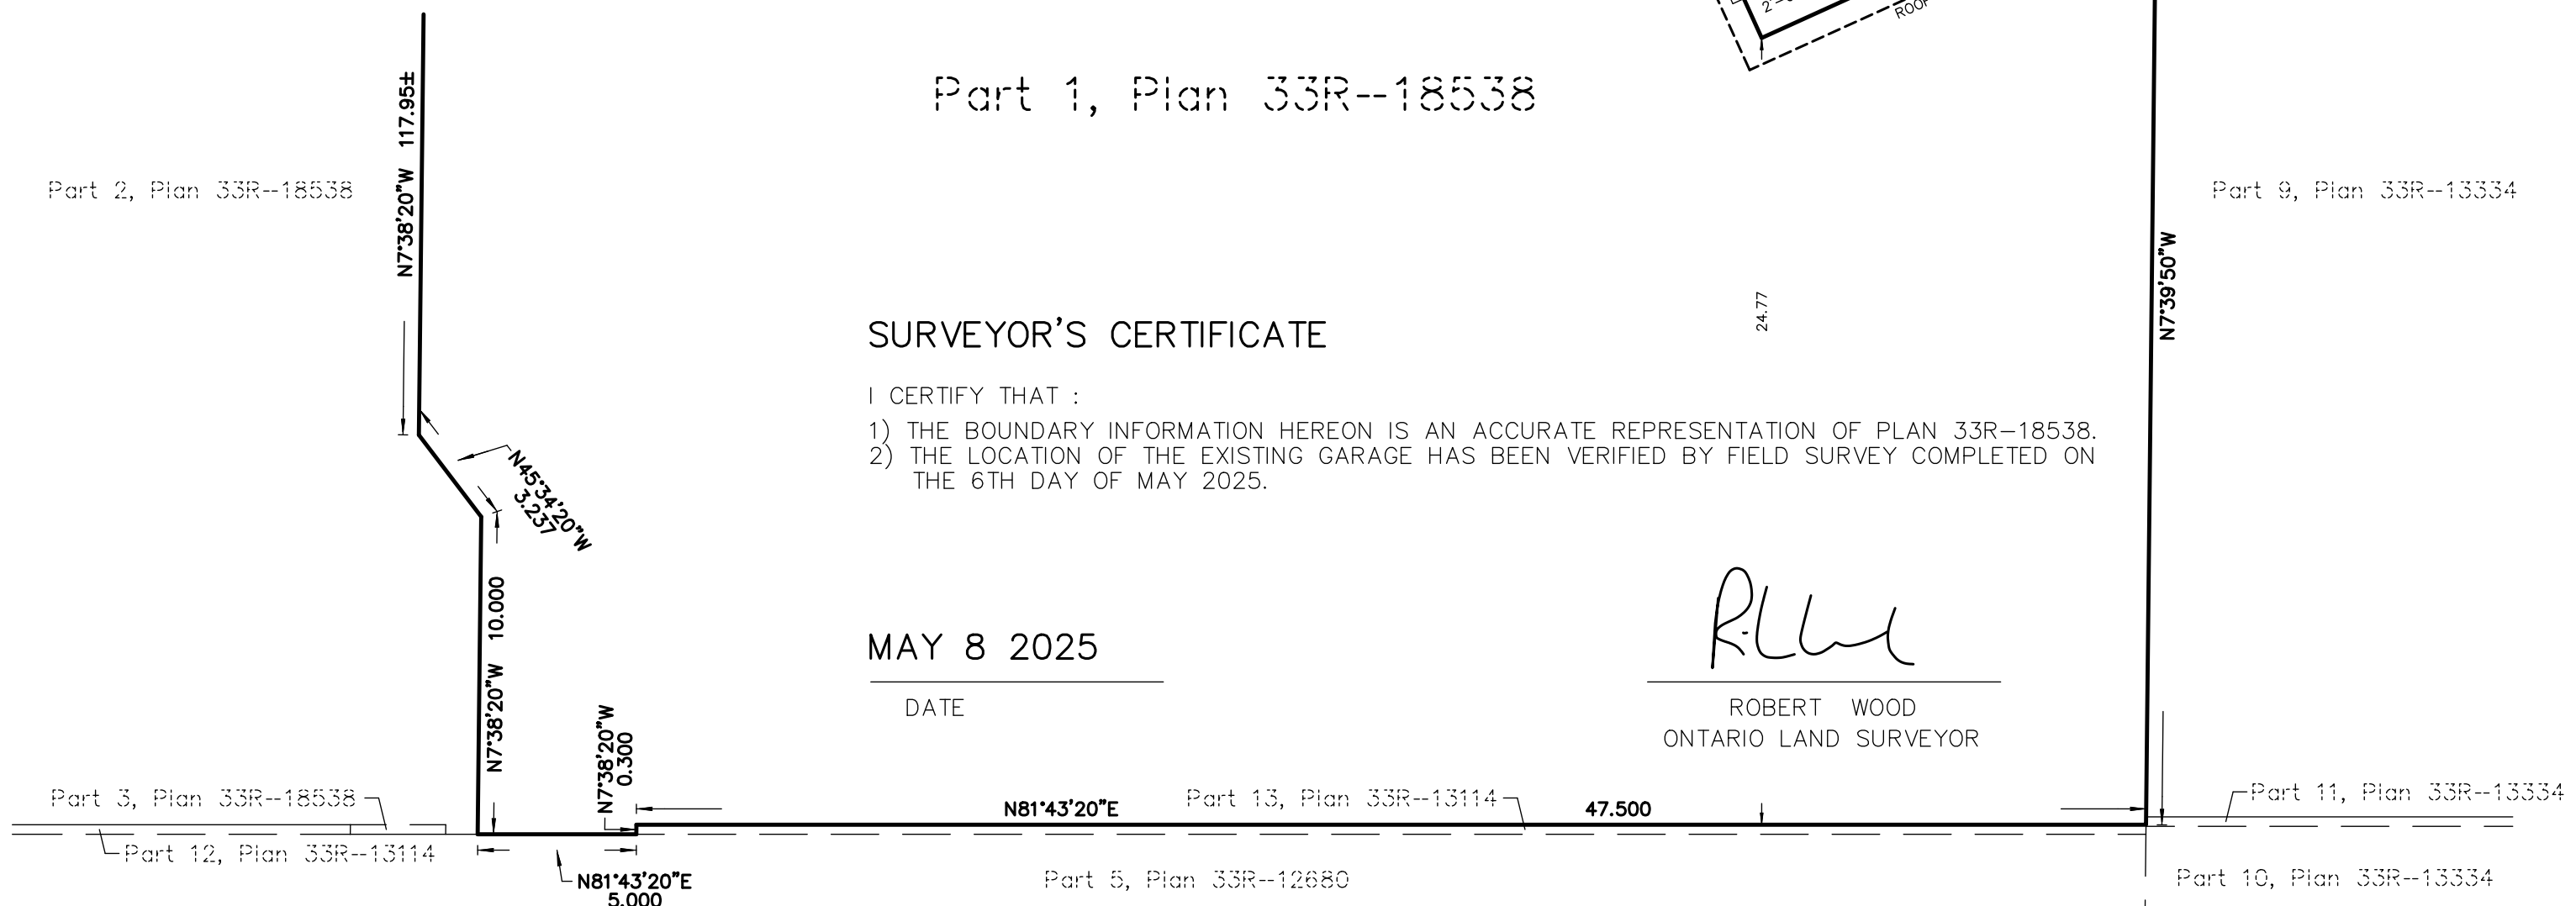 ROOF
Part 1, Plan 33R--18538
N7°38'20"W 117.95±
Part 2, Plan 33R--18538
Part 9, Plan 33R--13334
N7°39'50"W
24.77
SURVEYOR'S CERTIFICATE
I CERTIFY THAT :
1) THE BOUNDARY INFORMATION HEREON IS AN ACCURATE REPRESENTATION OF PLAN 33R-18538.
2) THE LOCATION OF THE EXISTING GARAGE HAS BEEN VERIFIED BY FIELD SURVEY COMPLETED ON
THE 6TH DAY OF MAY 2025.
N45°34'20"W
3.237
N7°38'20"W 10.000
MAY 8 2025
DATE
ROBERT WOOD
ONTARIO LAND SURVEYOR
N7°38'20"W
0.300
Part 3, Plan 33R--18538
N81°43'20"E
Part 13, Plan 33R--13114
47.500
Part 11, Plan 33R--13334
Part 12, Plan 33R--13114
N81°43'20"E
5.000
Part 5, Plan 33R--12680
Part 10, Plan 33R--13334